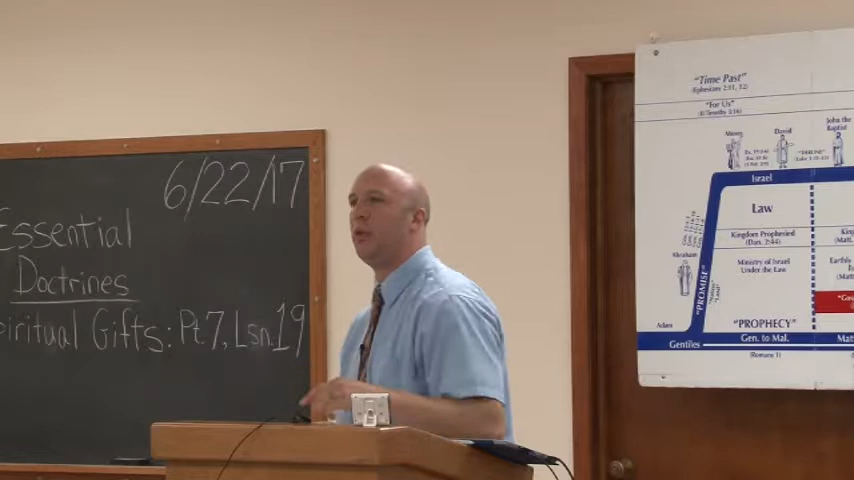 6/22/17
Essential
Doctrines
Spiritual Gifts: Pt 7, Lsn. 19
"Time Past"
(Ephesians 2:11, 12)
"For Us"
Moses
David
John the
Baptist
Israel
Law
Kingdom Prophesied
(Dan. 2:44)
Ministry of Israel
Under the Law
Abraham
"PROMISE"
Adam
"PROPHECY"
Gentiles
Gen. to Mal.
(Romans 1)